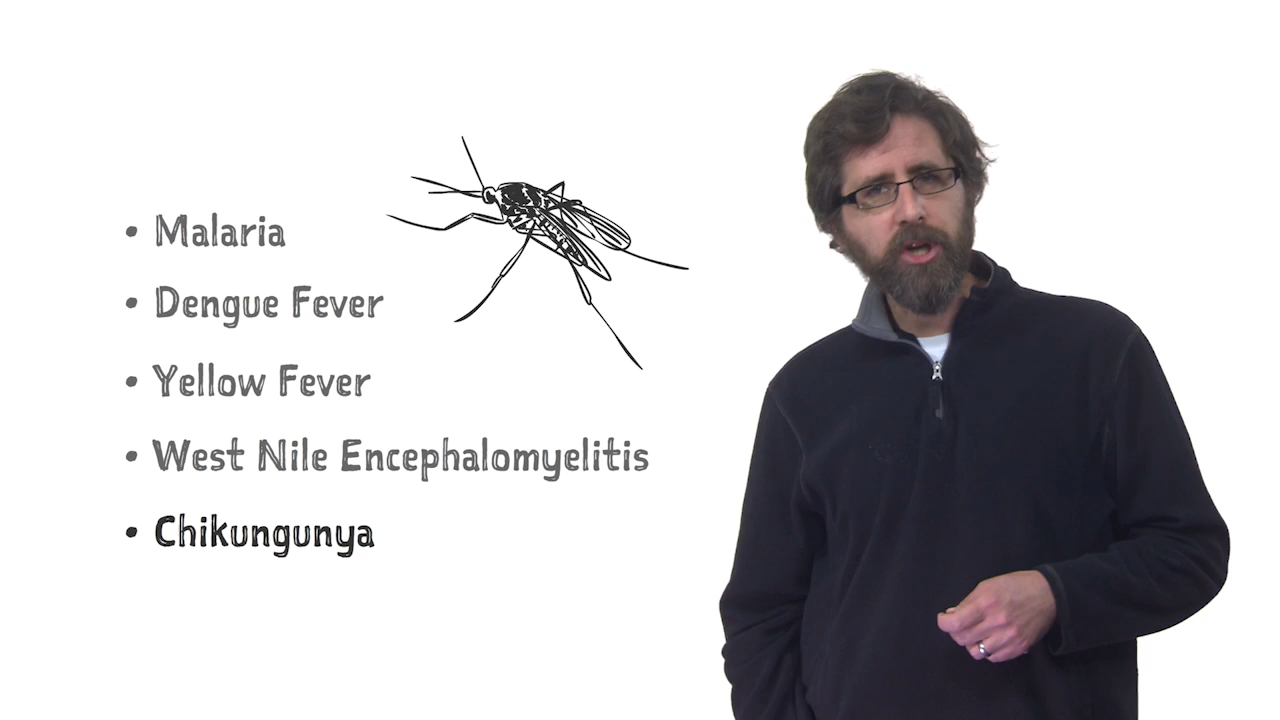 • Malaria
• Dengue Fever
• Yellow Fever
• West Nile Encephalomyelitis
• Chikungunya